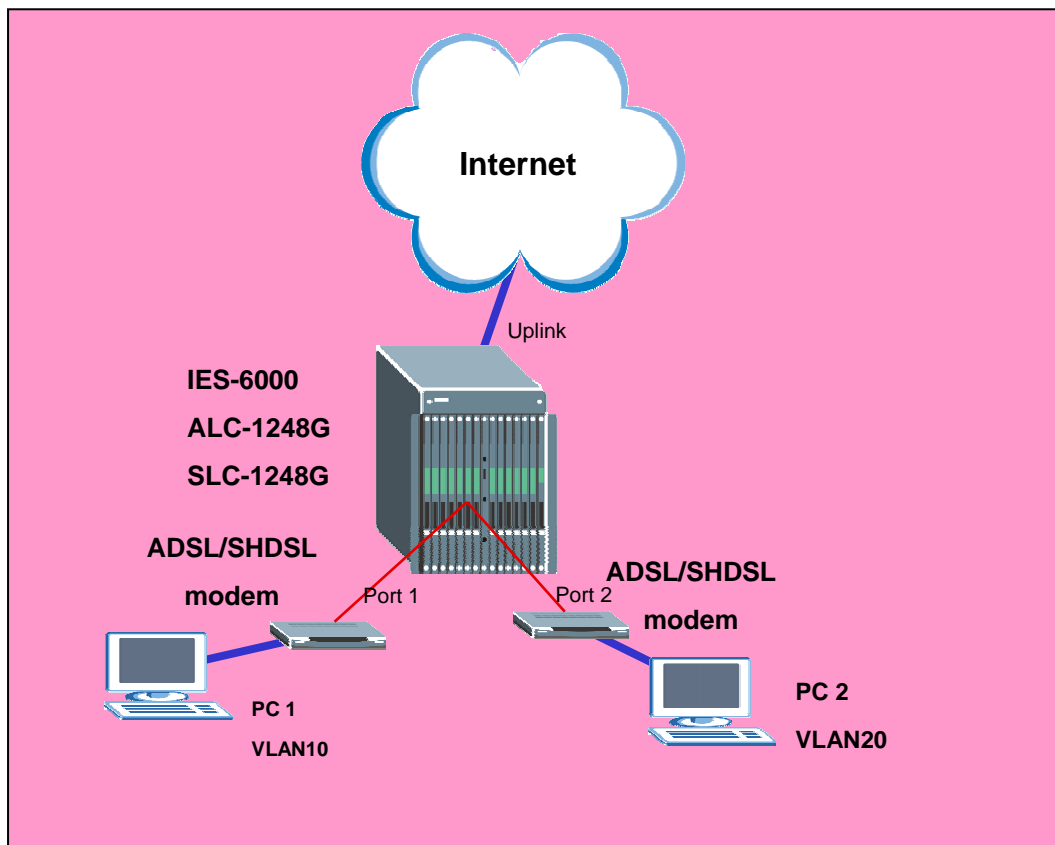 Internet
Uplink
IES-6000
ALC-1248G
SLC-1248G
ADSL/SHDSL
modem
Port 1
Port 2
ADSL/SHDSL
modem
PC 1
VLAN10
PC 2
VLAN20